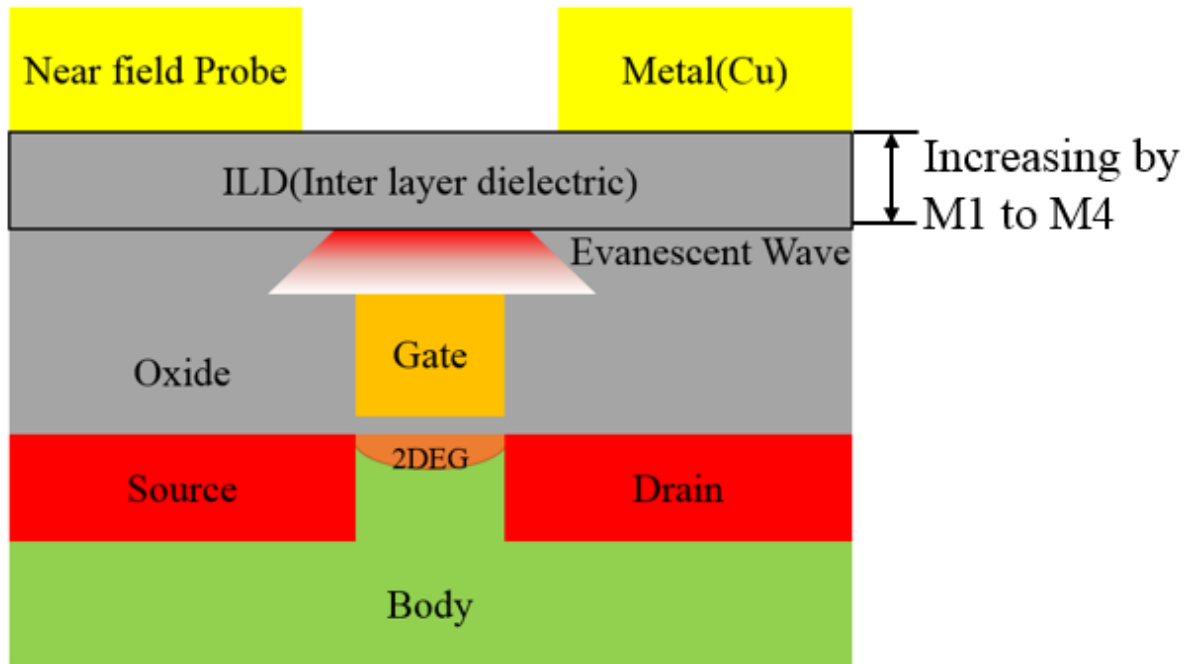 Near field Probe
Metal(Cu)
ILD(Inter layer dielectric)
Increasing by
M1 to M4
Evanescent Wave
Gate
Oxide
2DEG
Source
Drain
Body